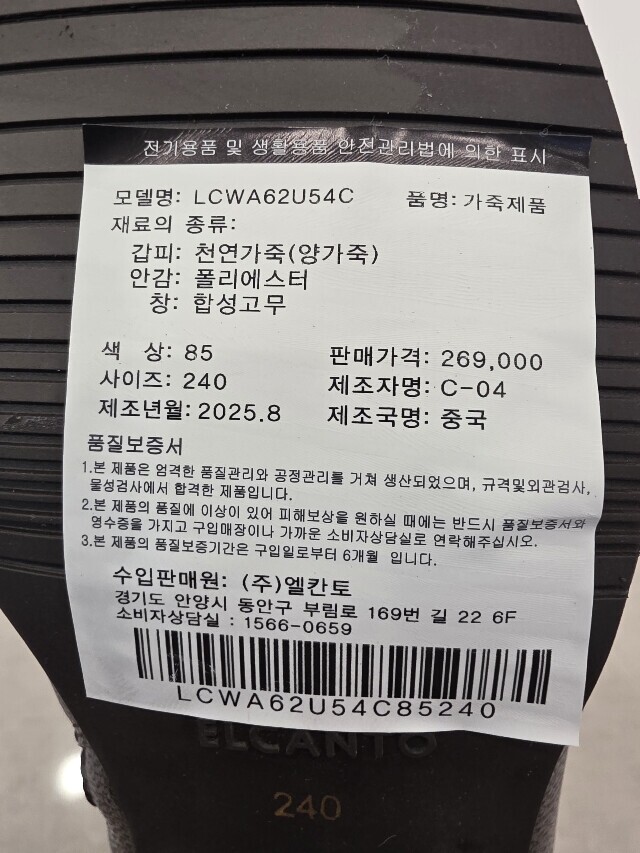 전기용품 및 생활용품 안전관리법에 의한 표시
모델명: LCWA62U54C 품명: 가죽제품
재료의 종류:
갑피: 천연가죽(양가죽)
안감: 폴리에스터
창: 합성고무
색 상: 85 판매가격: 269,000
사이즈: 240 제조자명: C-04
제조년월: 2025.8 제조국명: 중국
품질보증서
1.본 제품은 엄격한 품질관리와 공정관리를 거쳐 생산되었으며, 규격및외관검사,
물성검사에서 합격한 제품입니다.
2.본 제품의 품질에 이상이 있어 피해보상을 원하실 때에는 반드시 품질보증서와
영수증을 가지고 구입매장이나 가까운 소비자상담실로 연락해주십시오.
3.본 제품의 품질보증기간은 구입일로부터 6개월 입니다.
수입판매원: (주)엘칸토
경기도 안양시 동안구 부림로 169번 길 22 6F
소비자상담실 : 1566-0659
LCWA62U54C85240
ELCANTO
240